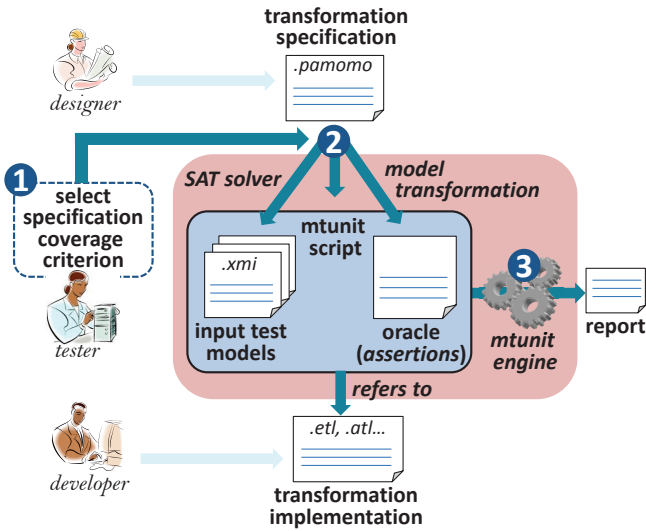 transformation
specification
.pamomo
designer
1
2
select
specification
coverage
criterion
tester
SAT solver
model
transformation
mtunit
script
.xmi
input test
models
oracle
(assertions)
3
mtunit
engine
report
refers to
.etl, .atl...
developer
transformation
implementation